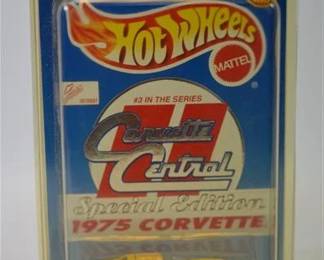 Hot Wheels
MATTEL
®
#3 IN THE SERIES
Corvette
Central
Special Edition
1975 CORVETTE